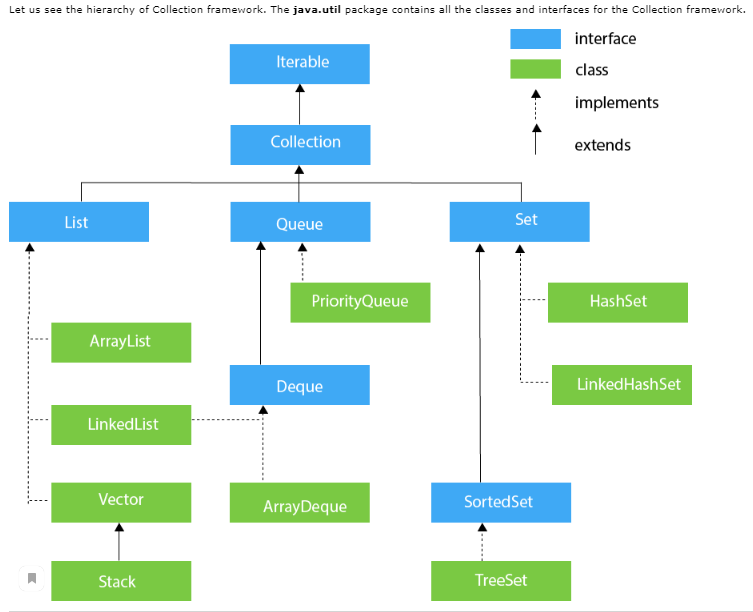 Let us see the hierarchy of Collection framework. The java.util package contains all the classes and interfaces for the Collection framework.
interface
Iterable
class
implements
Collection
extends
List
Queue
Set
PriorityQueue
HashSet
ArrayList
Deque
LinkedHashSet
LinkedList
Vector
ArrayDeque
SortedSet
Stack
TreeSet